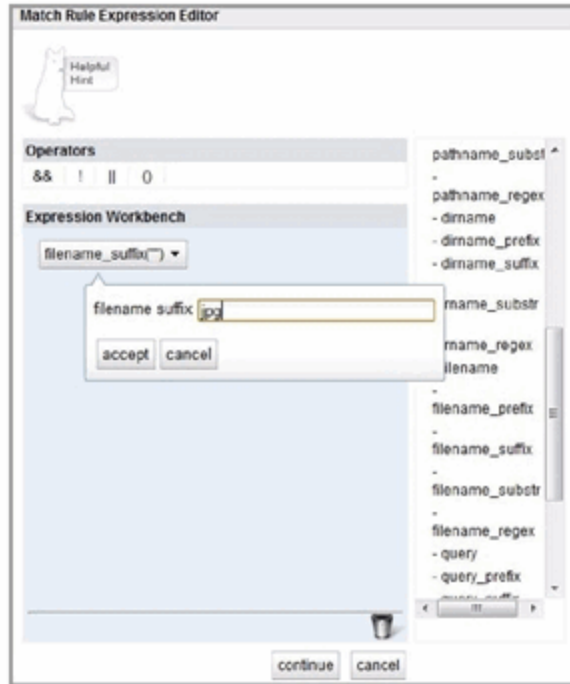 Match Rule Expression Editor
Helpful
Hint
Operators
&& ! || ()
Expression Workbench
filename_suffix("") ▾
filename suffix jpg
accept cancel
pathname_subst
-
pathname_regex
- dirname
- dirname_prefix
- dirname_suffix
rname_substr
rname_regex
ilename
-
filename_prefix
-
filename_suffix
-
filename_substr
-
filename_regex
- query
- query_prefix
continue cancel